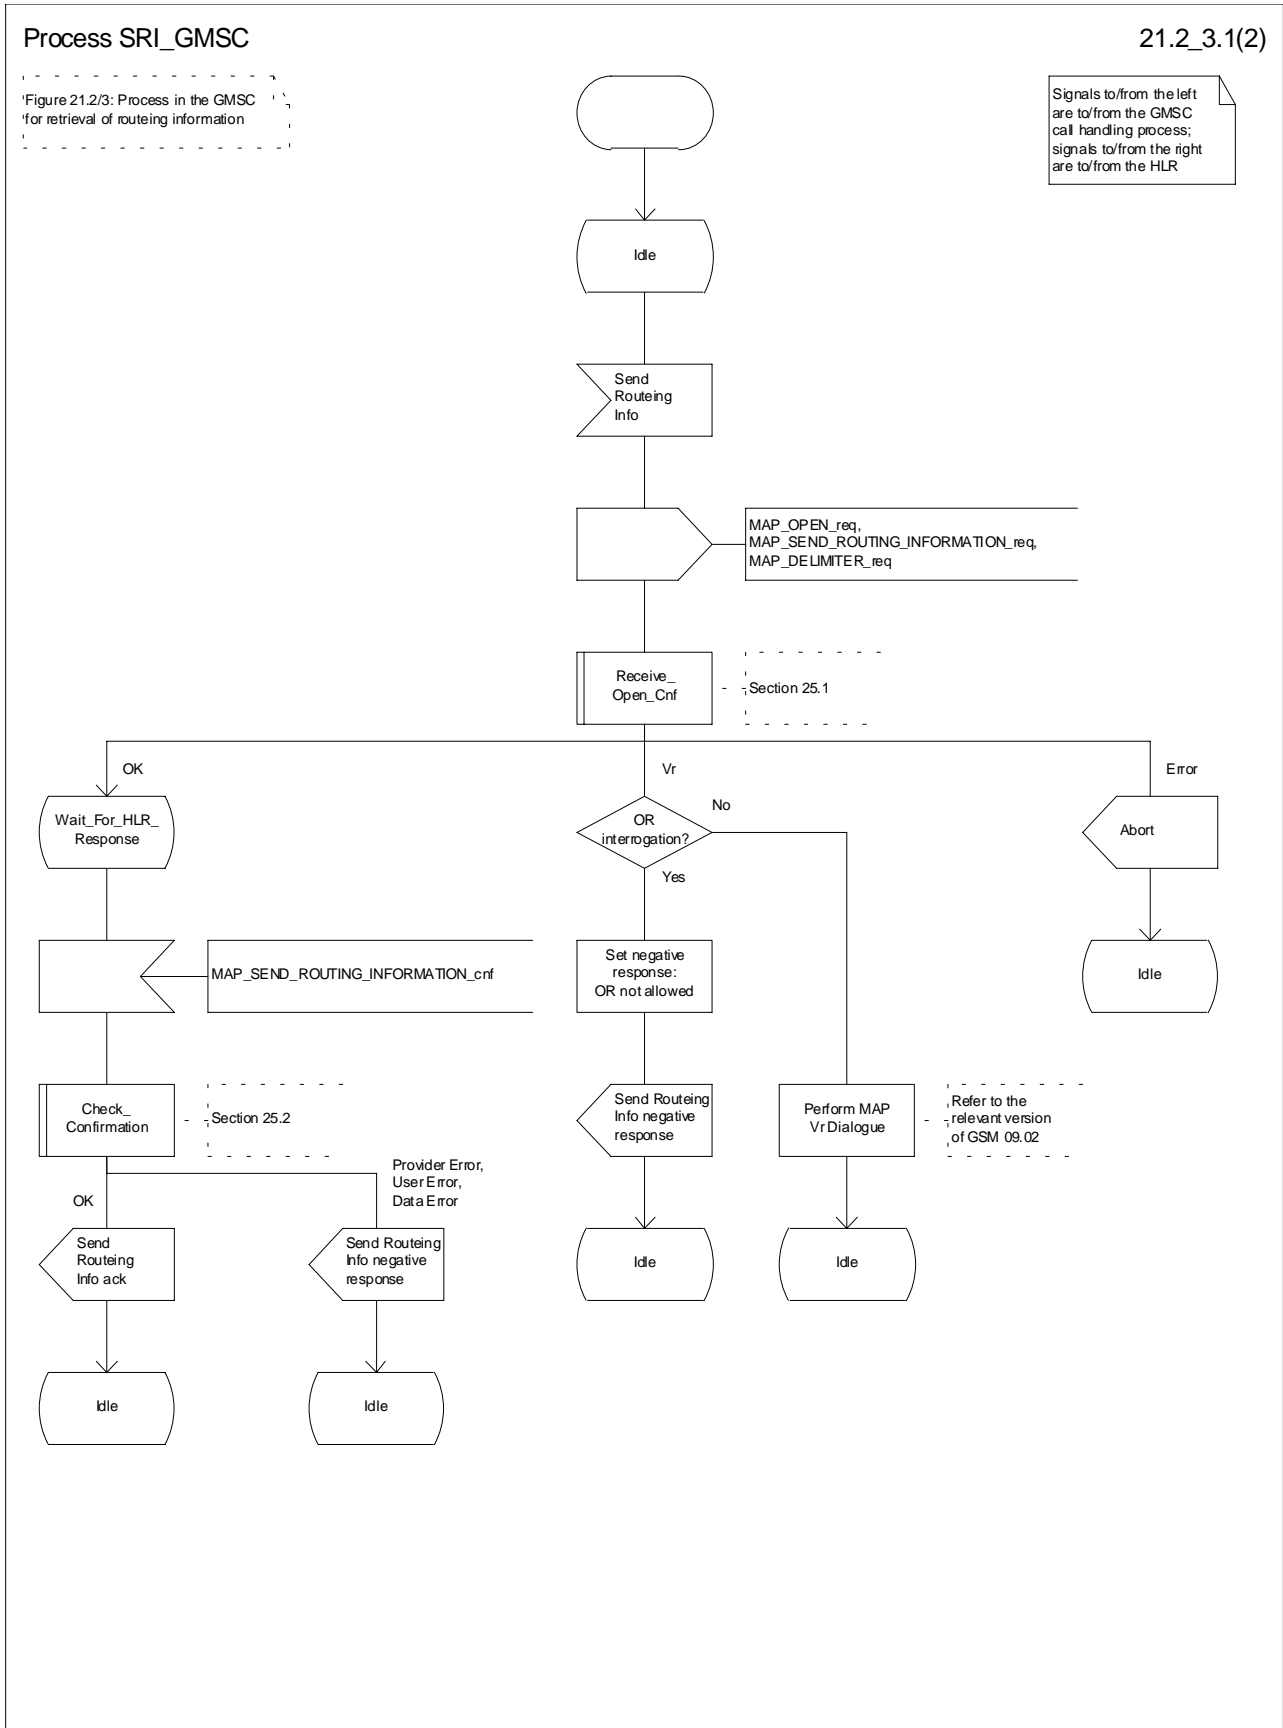 Process SRI_GMSC
21.2_3.1(2)
Figure 21.2/3: Process in the GMSC
for retrieval of routeing information
Signals to/from the left
are to/from the GMSC
call handling process;
signals to/from the right
are to/from the HLR
Idle
Send
Routeing
Info
MAP_OPEN_req,
MAP_SEND_ROUTING_INFORMATION_req,
MAP_DELIMITER_req
Receive_
Open_Cnf
Section 25.1
OK
Vr
Error
Wait_For_HLR_
Response
OR
interrogation?
No
Yes
Abort
MAP_SEND_ROUTING_INFORMATION_cnf
Set negative
response:
OR not allowed
Idle
Check_
Confirmation
Section 25.2
Send Routeing
Info negative
response
Perform MAP
Vr Dialogue
Refer to the
relevant version
of GSM 09.02
OK
Provider Error,
User Error,
Data Error
Send
Routeing
Info ack
Send Routeing
Info negative
response
Idle
Idle
Idle
Idle